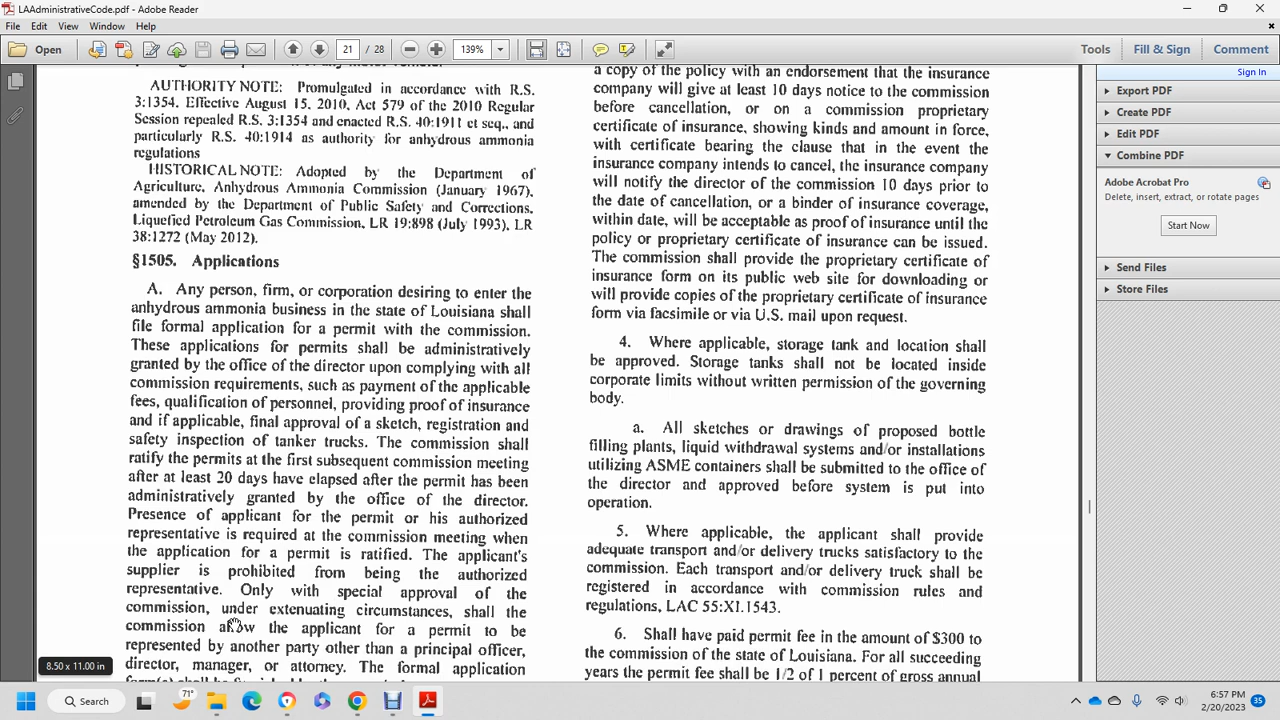 LAAdministrativeCode.pdf - Adobe Reader
File Edit View Window Help
Open
21 / 28
139%
Tools Fill & Sign Comment
AUTHORITY NOTE: Promulgated in accordance with R.S.
3:1354. Effective August 15, 2010, Act 579 of the 2010 Regular
Session repealed R.S. 3:1354 and enacted R.S. 40:1911 et seq., and
particularly R.S. 40:1914 as authority for anhydrous ammonia
regulations
HISTORICAL NOTE: Adopted by the Department of
Agriculture, Anhydrous Ammonia Commission (January 1967),
amended by the Department of Public Safety and Corrections,
Liquefied Petroleum Gas Commission, LR 19:898 (July 1993), LR
38:1272 (May 2012).
§1505. Applications
A. Any person, firm, or corporation desiring to enter the
anhydrous ammonia business in the state of Louisiana shall
file formal application for a permit with the commission.
These applications for permits shall be administratively
granted by the office of the director upon complying with all
commission requirements, such as payment of the applicable
fees, qualification of personnel, providing proof of insurance
and if applicable, final approval of a sketch, registration and
safety inspection of tanker trucks. The commission shall
ratify the permits at the first subsequent commission meeting
after at least 20 days have elapsed after the permit has been
administratively granted by the office of the director.
Presence of applicant for the permit or his authorized
representative is required at the commission meeting when
the application for a permit is ratified. The applicant's
supplier is prohibited from being the authorized
representative. Only with special approval of the
commission, under extenuating circumstances, shall the
commission allow the applicant for a permit to be
represented by another party other than a principal officer,
director, manager, or attorney. The formal application
a copy of the policy with an endorsement that the insurance
company will give at least 10 days notice to the commission
before cancellation, or on a commission proprietary
certificate of insurance, showing kinds and amount in force,
with certificate bearing the clause that in the event the
insurance company intends to cancel, the insurance company
will notify the director of the commission 10 days prior to
the date of cancellation, or a binder of insurance coverage,
within date, will be acceptable as proof of insurance until the
policy or proprietary certificate of insurance can be issued.
The commission shall provide the proprietary certificate of
insurance form on its public web site for downloading or
will provide copies of the proprietary certificate of insurance
form via facsimile or via U.S. mail upon request.
4. Where applicable, storage tank and location shall
be approved. Storage tanks shall not be located inside
corporate limits without written permission of the governing
body.
a. All sketches or drawings of proposed bottle
filling plants, liquid withdrawal systems and/or installations
utilizing ASME containers shall be submitted to the office of
the director and approved before system is put into
operation.
5. Where applicable, the applicant shall provide
adequate transport and/or delivery trucks satisfactory to the
commission. Each transport and/or delivery truck shall be
registered in accordance with commission rules and
regulations, LAC 55:XI.1543.
6. Shall have paid permit fee in the amount of $300 to
the commission of the state of Louisiana. For all succeeding
years the permit fee shall be 1/2 of 1 percent of gross annual
Sign In
Export PDF
Create PDF
Edit PDF
Combine PDF
Adobe Acrobat Pro
Delete, insert, extract, or rotate pages
Start Now
Send Files
Store Files
8.50 x 11.00 in
Search
71°
6:57 PM
2/20/2023
35